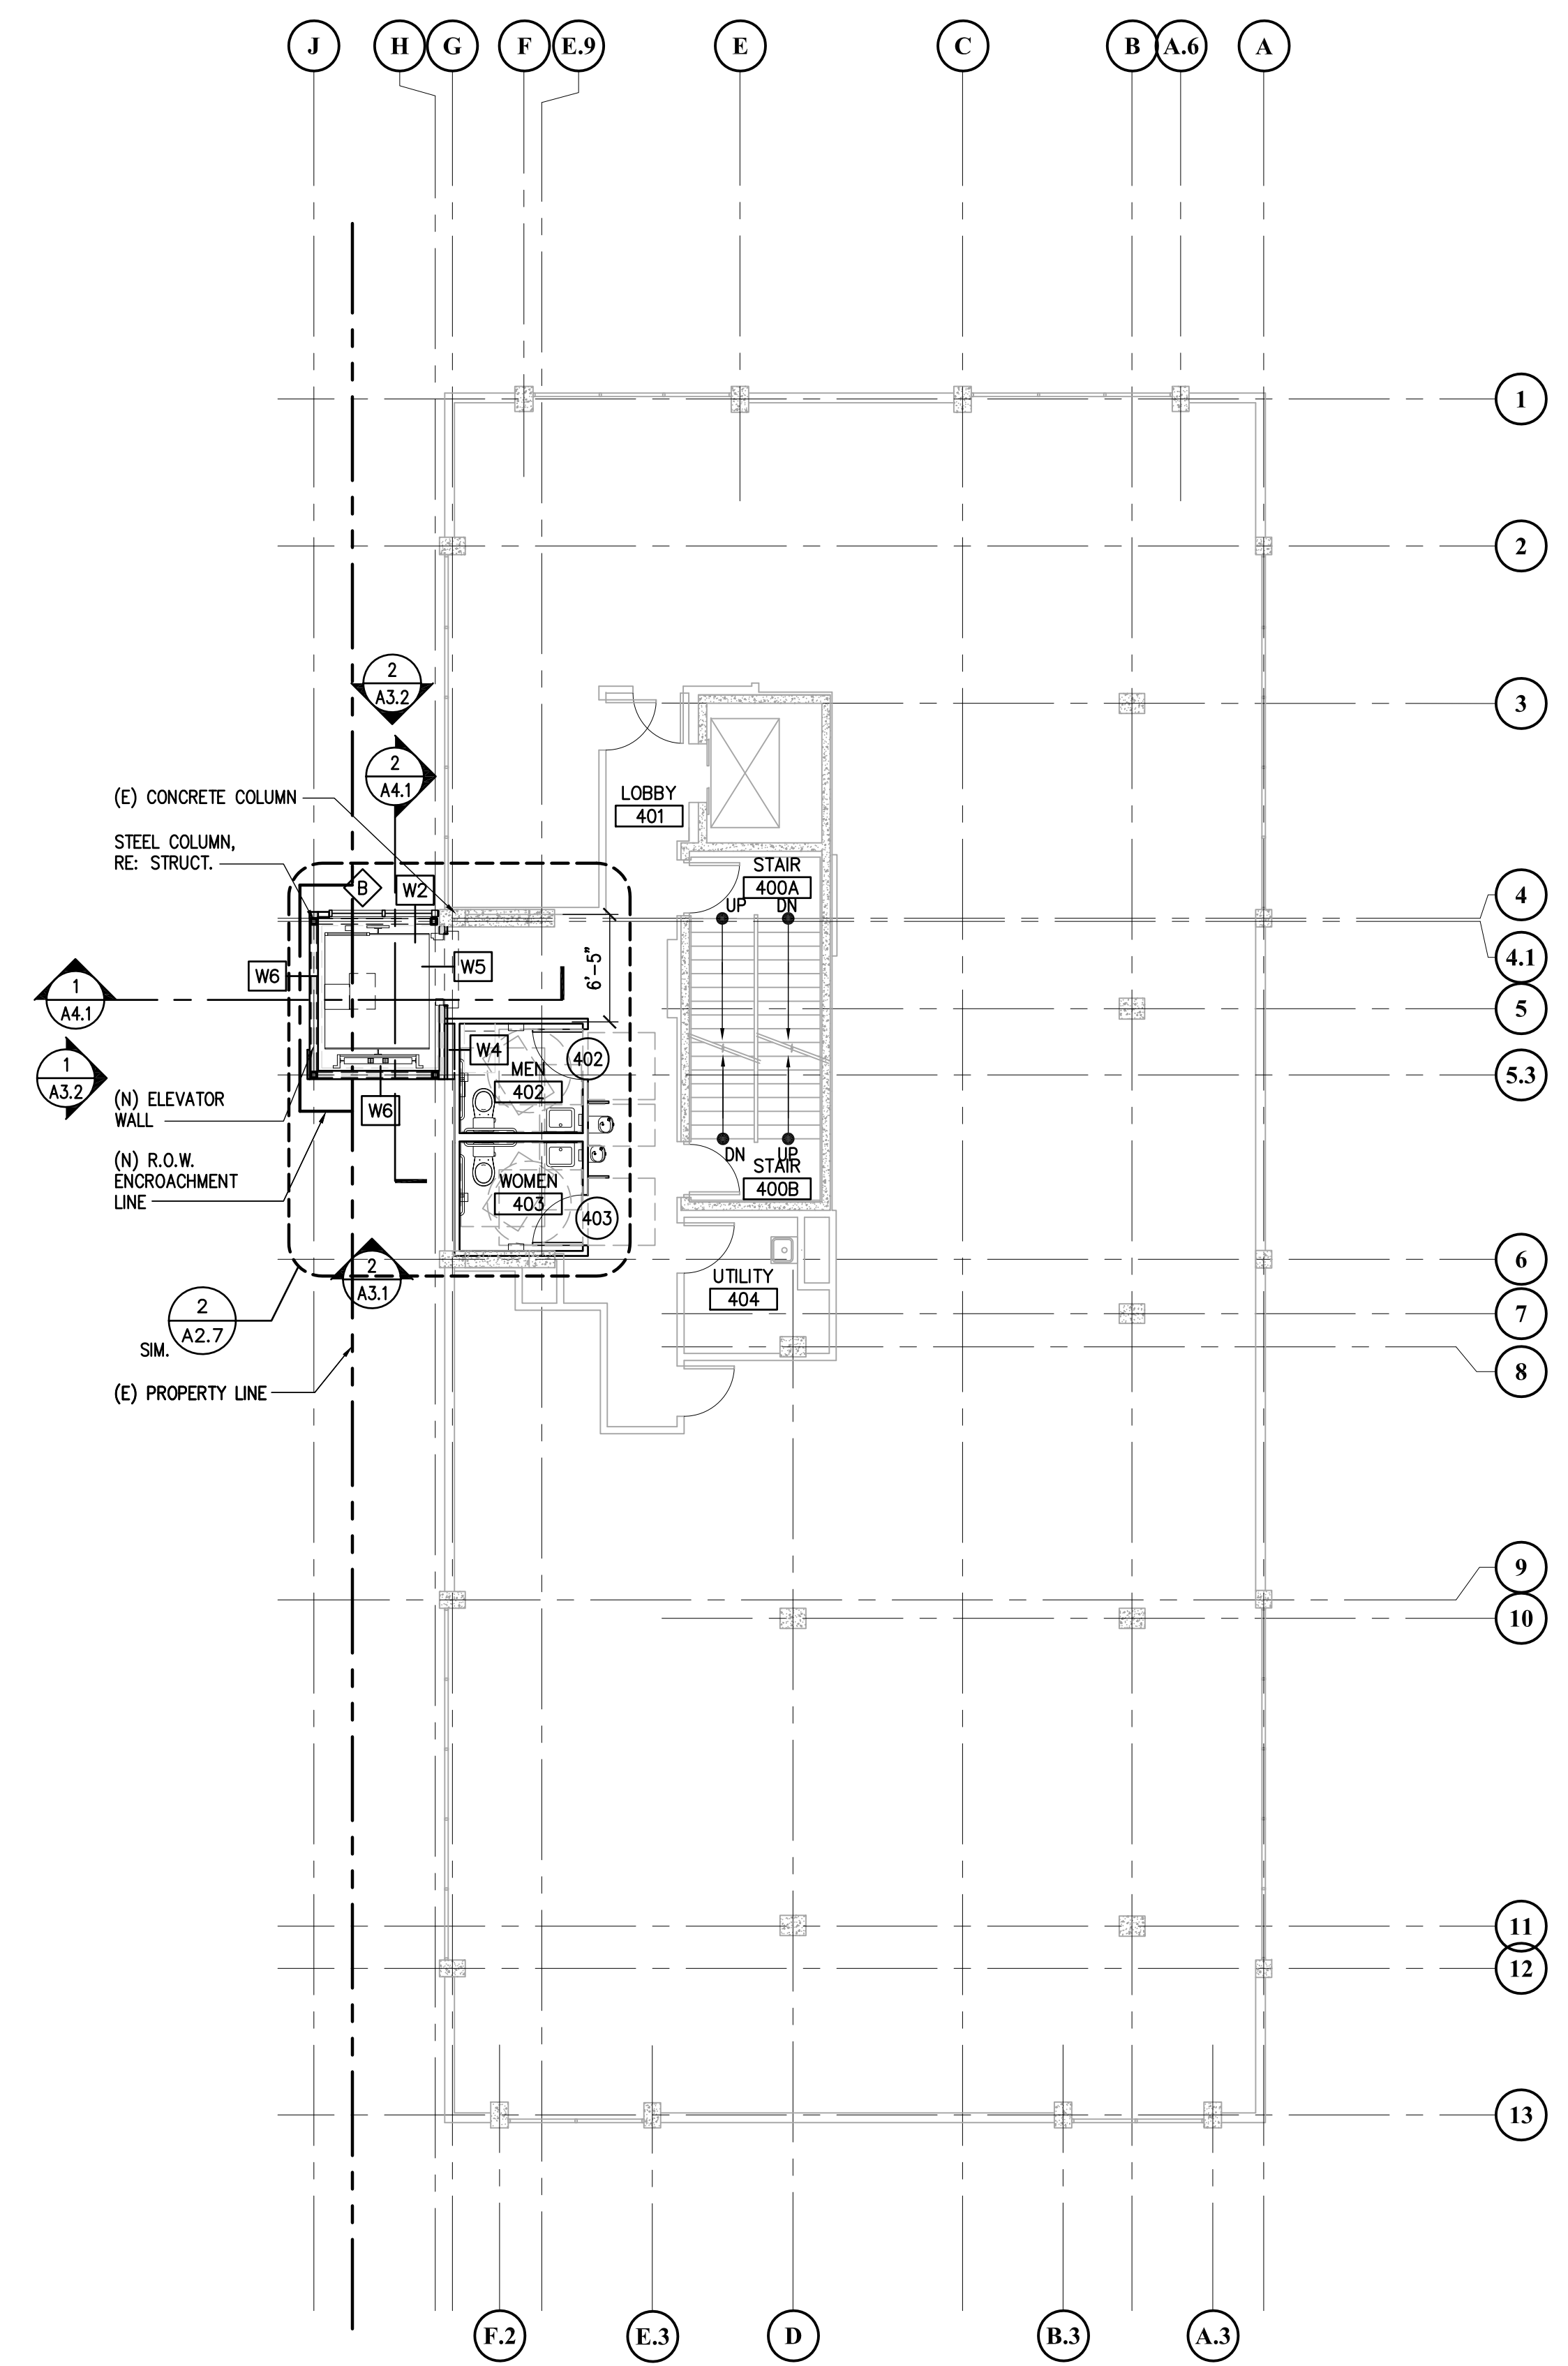 J
H
G
F
E.9
E
C
B
A.6
A
1
2
3
2
A3.2
2
A4.1
(E) CONCRETE COLUMN
LOBBY
401
STEEL COLUMN,
RE: STRUCT.
STAIR
400A
B
W2
UP
DN
4
4.1
W6
W5
6'-5"
1
A4.1
5
W4
402
MEN
402
1
A3.2
5.3
(N) ELEVATOR
WALL
W6
(N) R.O.W.
ENCROACHMENT
LINE
DN
UP
STAIR
400B
WOMEN
403
403
2
A3.1
6
UTILITY
404
7
2
A2.7
SIM.
8
(E) PROPERTY LINE
9
10
11
12
13
F.2
E.3
D
B.3
A.3